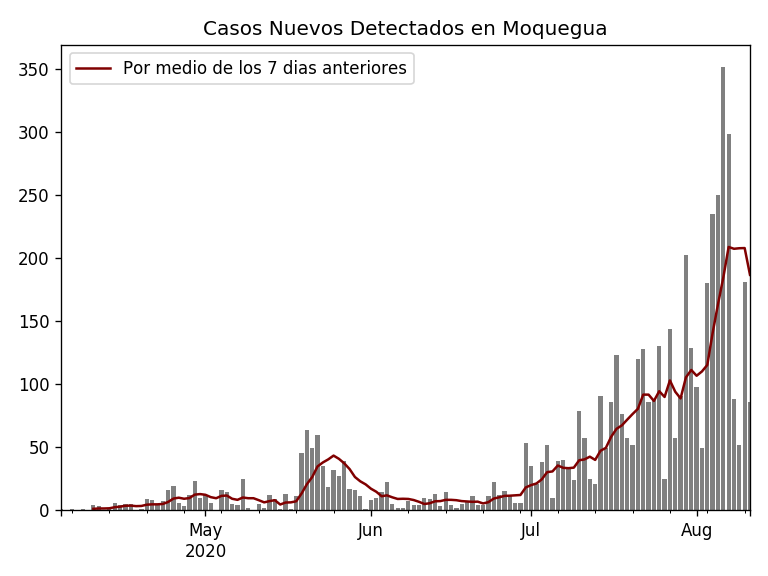 Casos Nuevos Detectados en Moquegua
Por medio de los 7 dias anteriores
350
300
250
200
150
100
50
0
May
2020
Jun
Jul
Aug